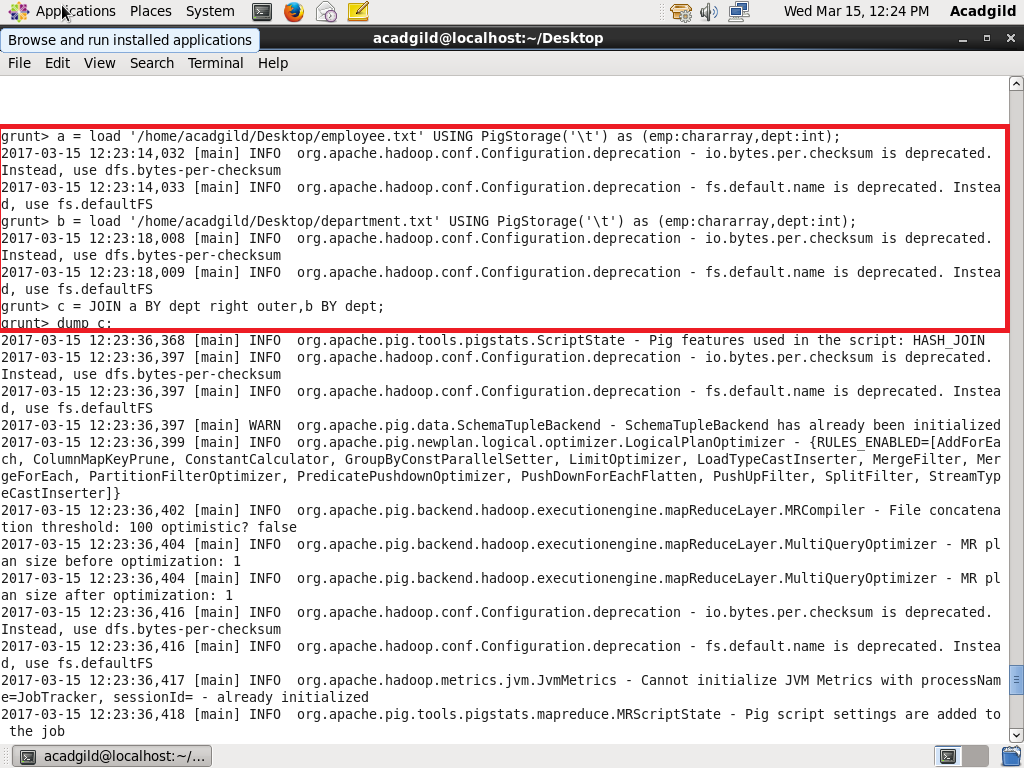 Applications Places System Wed Mar 15, 12:24 PM Acadgild
Browse and run installed applications
acadgild@localhost:~/Desktop
File Edit View Search Terminal Help
grunt> a = load '/home/acadgild/Desktop/employee.txt' USING PigStorage('\t') as (emp:chararray,dept:int);
2017-03-15 12:23:14,032 [main] INFO  org.apache.hadoop.conf.Configuration.deprecation - io.bytes.per.checksum is deprecated.
Instead, use dfs.bytes-per-checksum
2017-03-15 12:23:14,033 [main] INFO  org.apache.hadoop.conf.Configuration.deprecation - fs.default.name is deprecated. Instea
d, use fs.defaultFS
grunt> b = load '/home/acadgild/Desktop/department.txt' USING PigStorage('\t') as (emp:chararray,dept:int);
2017-03-15 12:23:18,008 [main] INFO  org.apache.hadoop.conf.Configuration.deprecation - io.bytes.per.checksum is deprecated.
Instead, use dfs.bytes-per-checksum
2017-03-15 12:23:18,009 [main] INFO  org.apache.hadoop.conf.Configuration.deprecation - fs.default.name is deprecated. Instea
d, use fs.defaultFS
grunt> c = JOIN a BY dept right outer,b BY dept;
grunt> dump c;
2017-03-15 12:23:36,368 [main] INFO  org.apache.pig.tools.pigstats.ScriptState - Pig features used in the script: HASH_JOIN
2017-03-15 12:23:36,397 [main] INFO  org.apache.hadoop.conf.Configuration.deprecation - io.bytes.per.checksum is deprecated.
Instead, use dfs.bytes-per-checksum
2017-03-15 12:23:36,397 [main] INFO  org.apache.hadoop.conf.Configuration.deprecation - fs.default.name is deprecated. Instea
d, use fs.defaultFS
2017-03-15 12:23:36,397 [main] WARN  org.apache.pig.data.SchemaTupleBackend - SchemaTupleBackend has already been initialized
2017-03-15 12:23:36,399 [main] INFO  org.apache.pig.newplan.logical.optimizer.LogicalPlanOptimizer - {RULES_ENABLED=[AddForEa
ch, ColumnMapKeyPrune, ConstantCalculator, GroupByConstParallelSetter, LimitOptimizer, LoadTypeCastInserter, MergeFilter, Mer
geForEach, PartitionFilterOptimizer, PredicatePushdownOptimizer, PushDownForEachFlatten, PushUpFilter, SplitFilter, StreamTyp
eCastInserter]}
2017-03-15 12:23:36,402 [main] INFO  org.apache.pig.backend.hadoop.executionengine.mapReduceLayer.MRCompiler - File concatena
tion threshold: 100 optimistic? false
2017-03-15 12:23:36,404 [main] INFO  org.apache.pig.backend.hadoop.executionengine.mapReduceLayer.MultiQueryOptimizer - MR pl
an size before optimization: 1
2017-03-15 12:23:36,404 [main] INFO  org.apache.pig.backend.hadoop.executionengine.mapReduceLayer.MultiQueryOptimizer - MR pl
an size after optimization: 1
2017-03-15 12:23:36,416 [main] INFO  org.apache.hadoop.conf.Configuration.deprecation - io.bytes.per.checksum is deprecated.
Instead, use dfs.bytes-per-checksum
2017-03-15 12:23:36,416 [main] INFO  org.apache.hadoop.conf.Configuration.deprecation - fs.default.name is deprecated. Instea
d, use fs.defaultFS
2017-03-15 12:23:36,417 [main] INFO  org.apache.hadoop.metrics.jvm.JvmMetrics - Cannot initialize JVM Metrics with processNam
e=JobTracker, sessionId= - already initialized
2017-03-15 12:23:36,418 [main] INFO  org.apache.pig.tools.pigstats.mapreduce.MRScriptState - Pig script settings are added to
 the job
acadgild@localhost:~/...